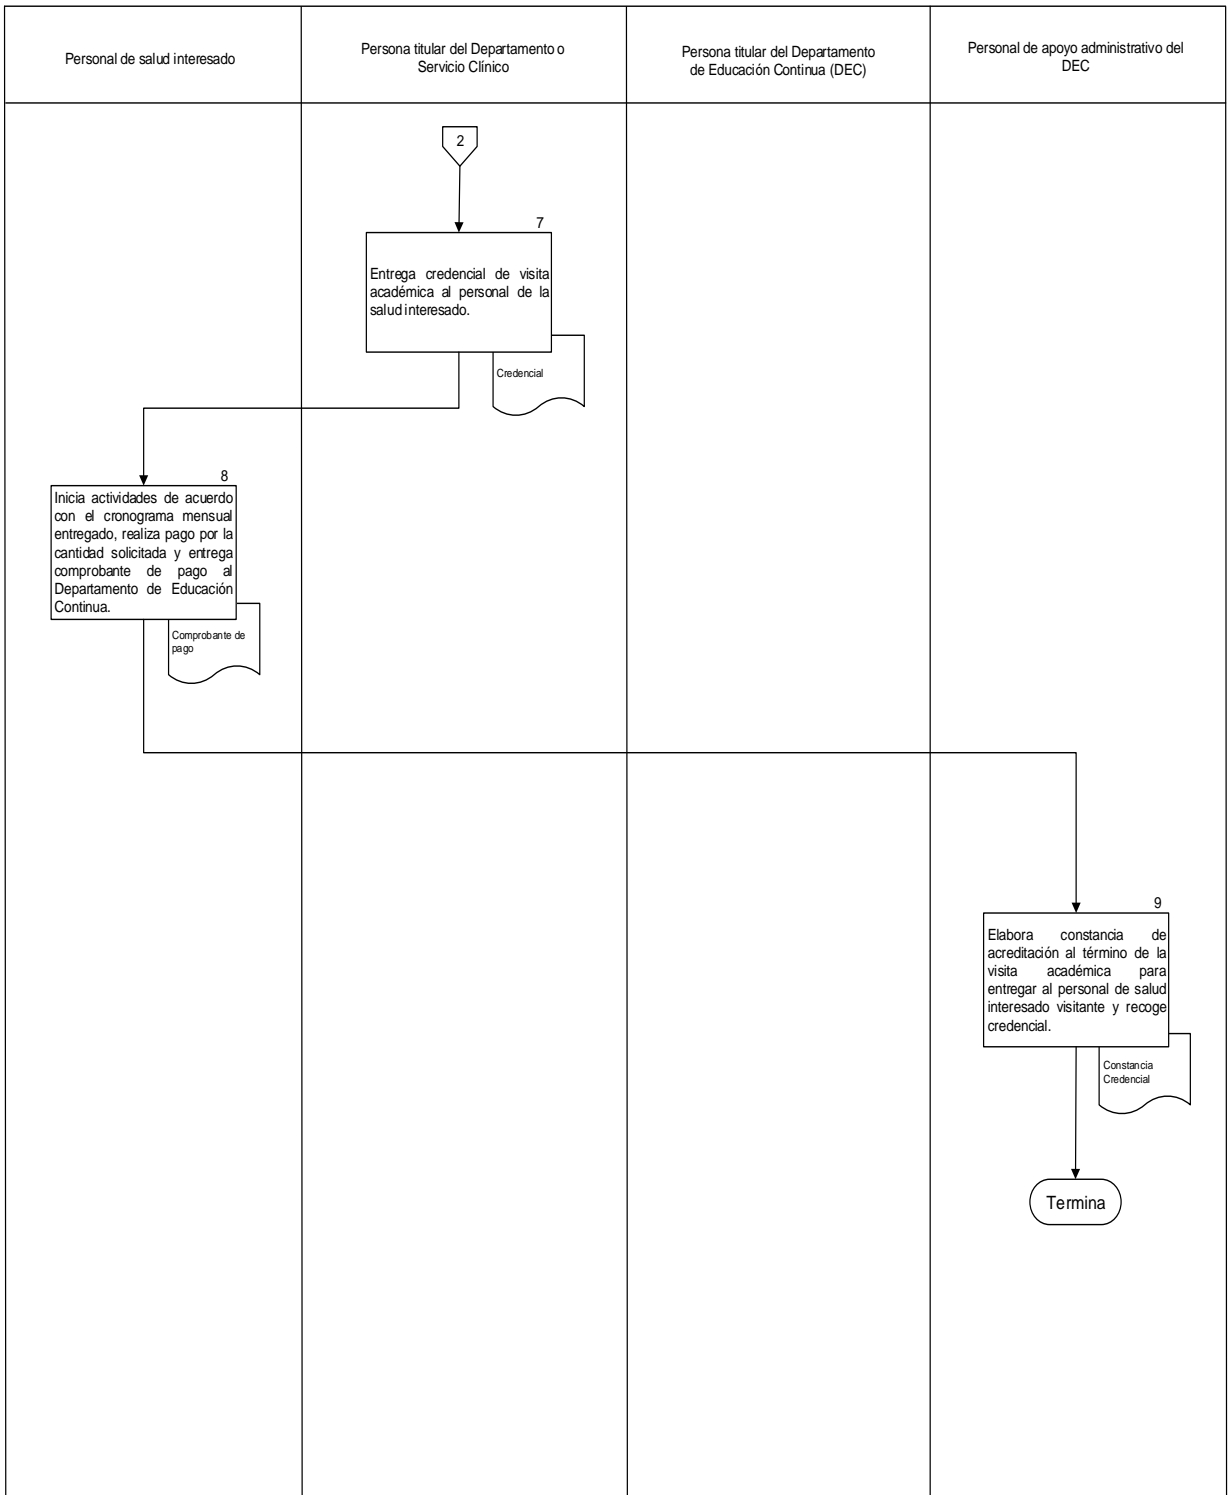 Personal de salud interesado
Persona titular del Departamento o
Servicio Clínico
Persona titular del Departamento
de Educación Continua (DEC)
Personal de apoyo administrativo del
DEC
2
7
Entrega credencial de visita
académica al personal de la
salud interesado.
Credencial
8
Inicia actividades de acuerdo
con el cronograma mensual
entregado, realiza pago por la
cantidad solicitada y entrega
comprobante de pago al
Departamento de Educación
Continua.
Comprobante de
pago
9
Elabora constancia de
acreditación al término de la
visita académica para
entregar al personal de salud
interesado visitante y recoge
credencial.
Constancia
Credencial
Termina